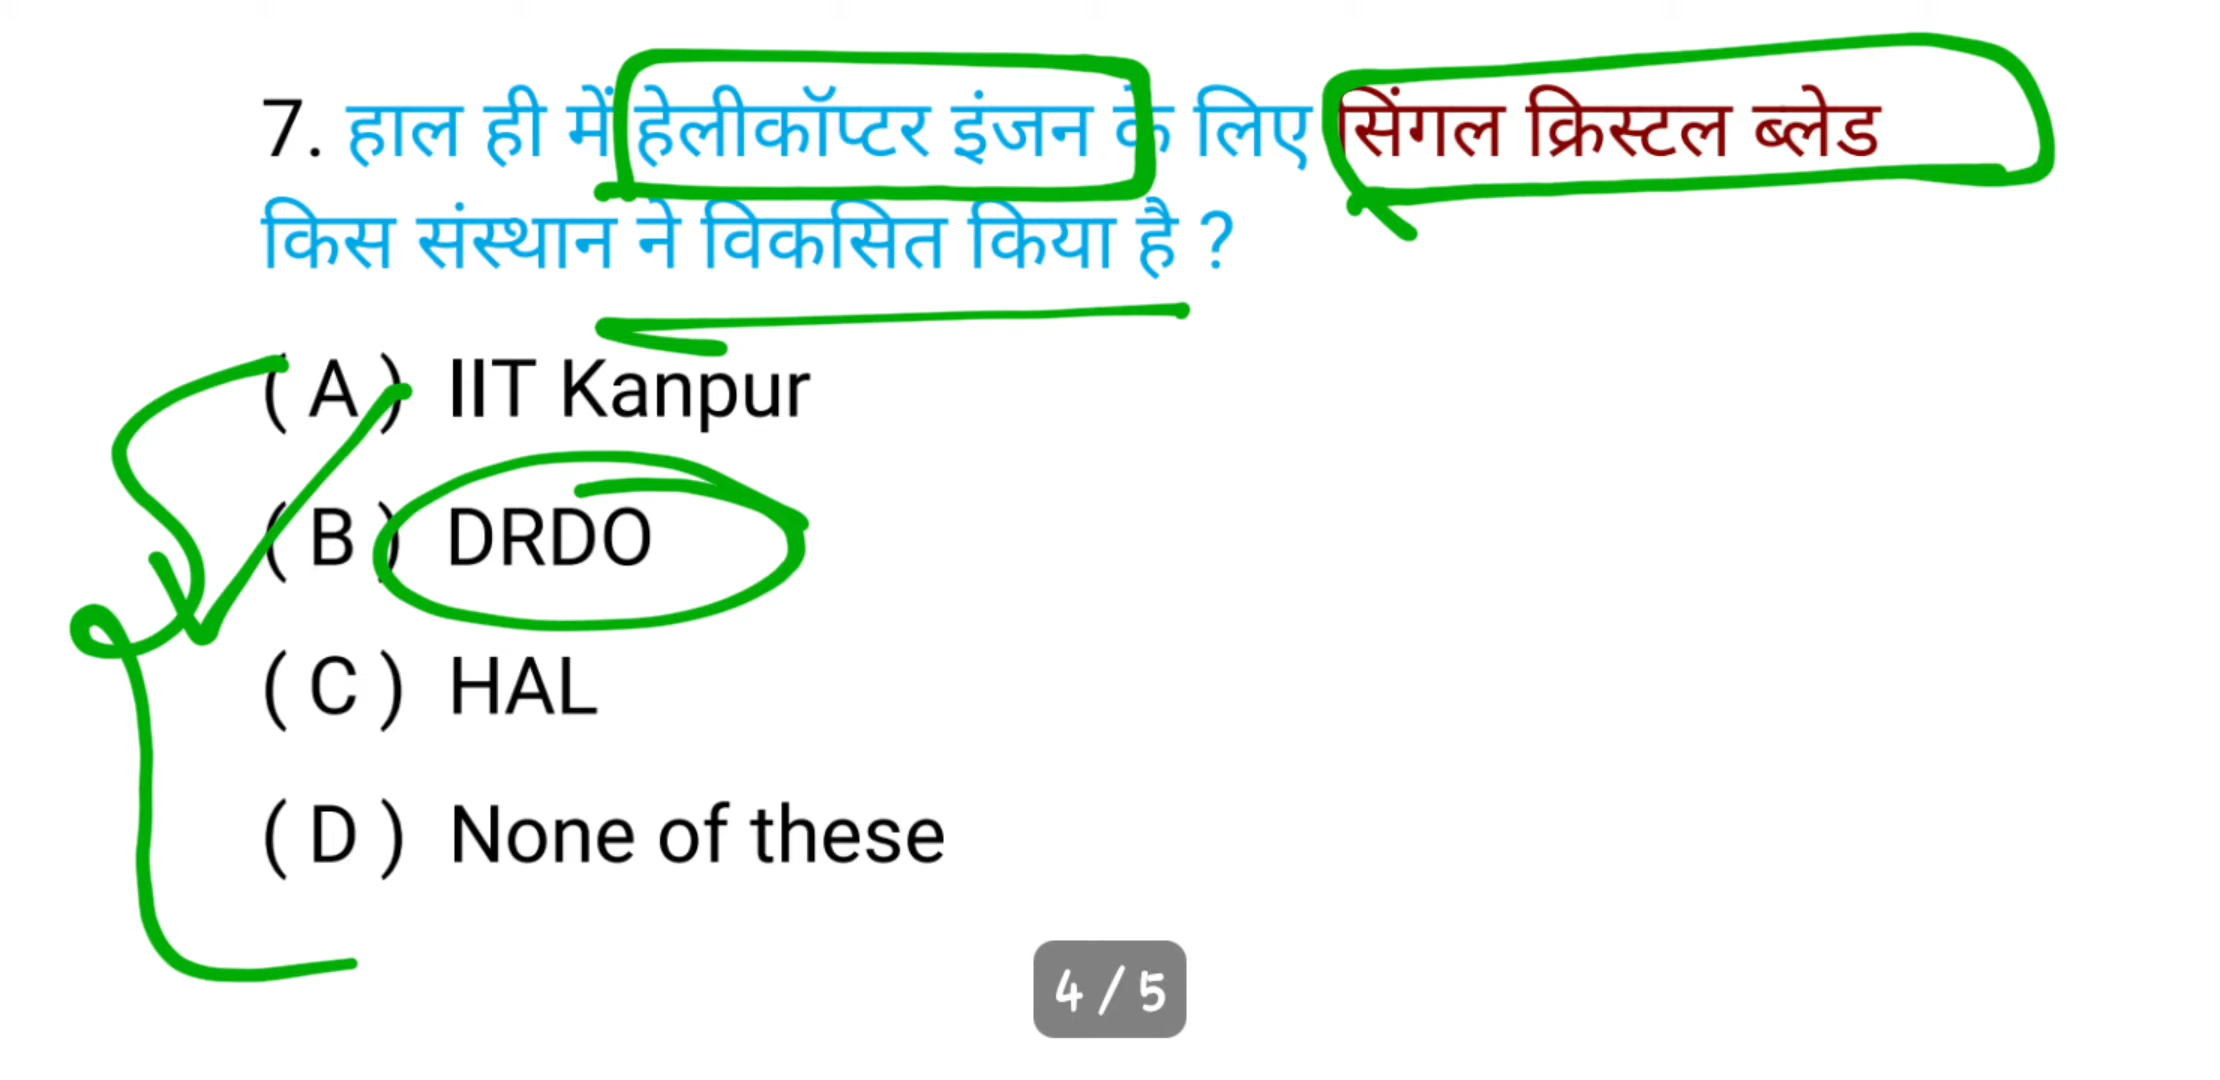 7. हाल ही में हेलीकॉप्टर इंजन के लिए सिंगल क्रिस्टल ब्लेड
किस संस्थान ने विकसित किया है ?
( A ) IIT Kanpur
( B ) DRDO
( C ) HAL
( D ) None of these
4 / 5